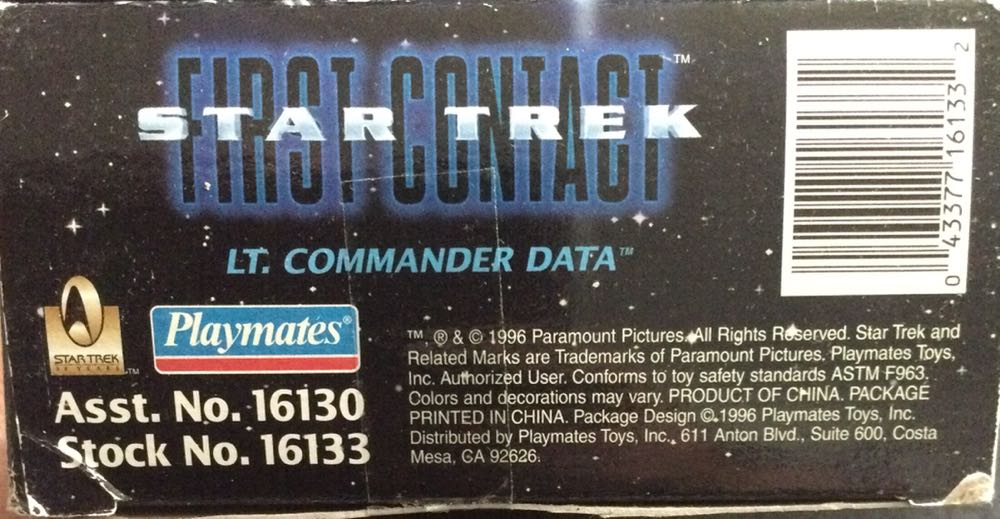 FIRST CONTACT™
STAR TREK
LT. COMMANDER DATA™
0 43377 16133 2
STAR TREK
30 YEARS ™
Playmates®
Asst. No. 16130
Stock No. 16133
™, ® & © 1996 Paramount Pictures. All Rights Reserved. Star Trek and
Related Marks are Trademarks of Paramount Pictures. Playmates Toys,
Inc. Authorized User. Conforms to toy safety standards ASTM F963.
Colors and decorations may vary. PRODUCT OF CHINA. PACKAGE
PRINTED IN CHINA. Package Design © 1996 Playmates Toys, Inc.
Distributed by Playmates Toys, Inc., 611 Anton Blvd., Suite 600, Costa
Mesa, CA 92626.